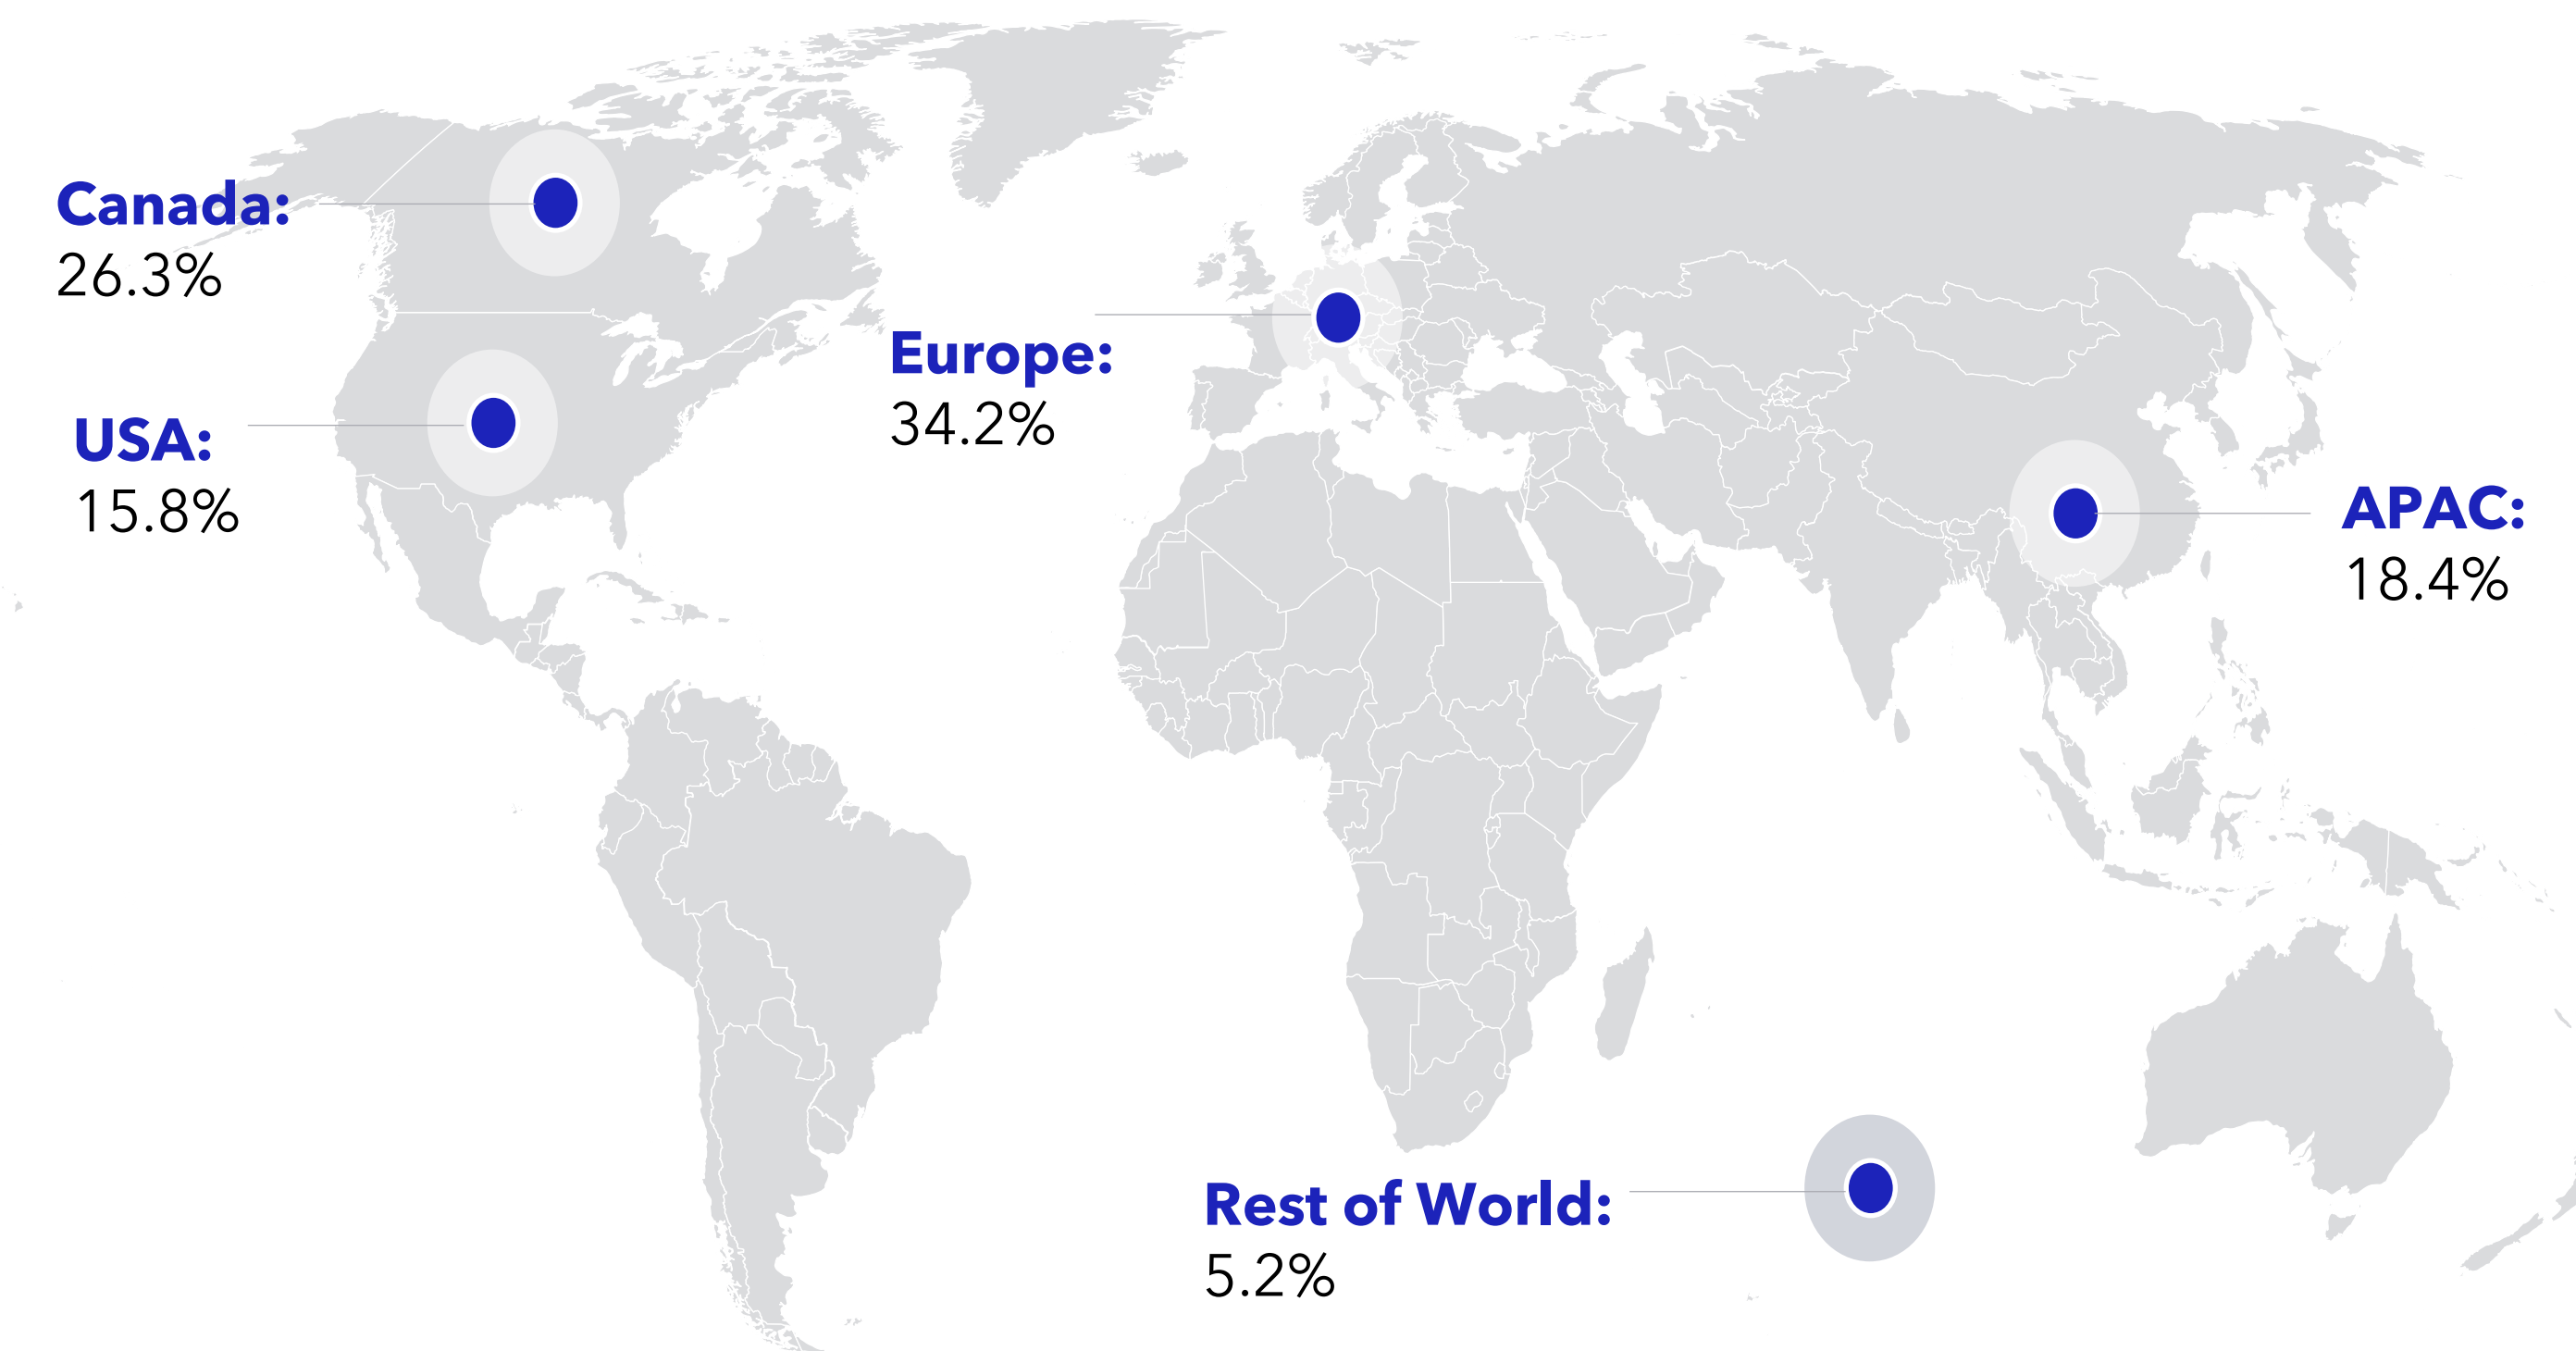 Canada:
26.3%
USA:
15.8%
Europe:
34.2%
APAC:
18.4%
Rest of World:
5.2%